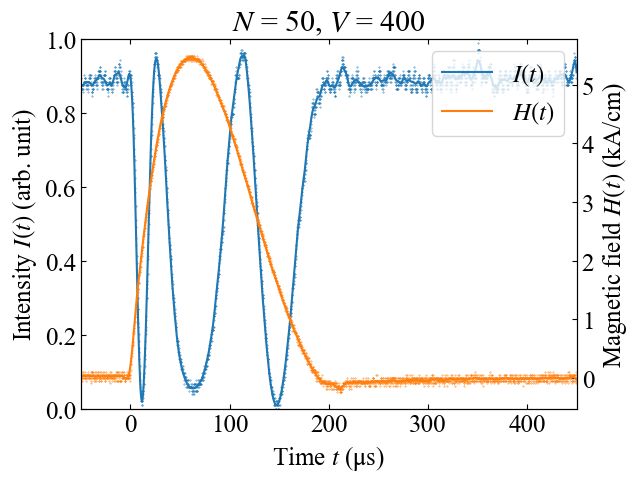 N = 50, V = 400
Intensity I(t) (arb. unit)
1.0
0.8
0.6
0.4
0.2
0.0
I(t)
H(t)
5
4
3
2
1
0
Magnetic field H(t) (kA/cm)
0
100
200
300
400
Time t (μs)